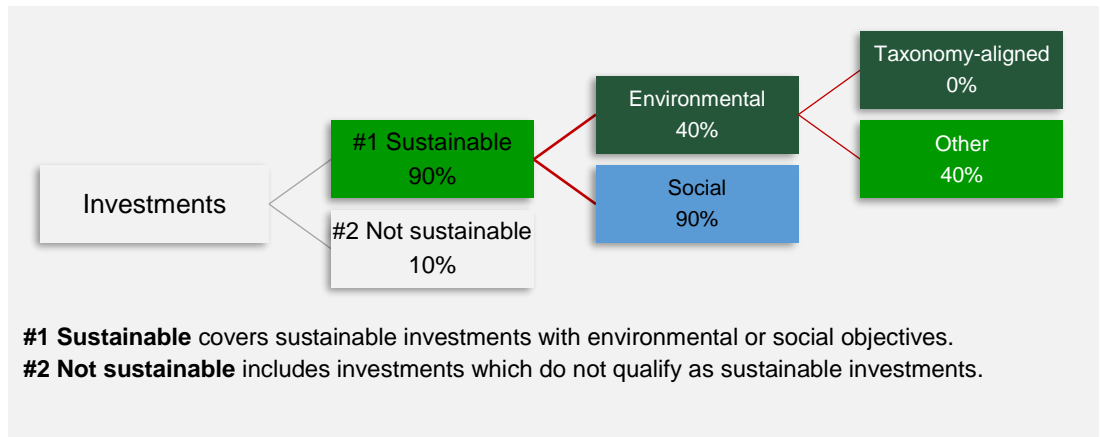 Investments
#1 Sustainable
90%
#2 Not sustainable
10%
Environmental
40%
Social
90%
Taxonomy-aligned
0%
Other
40%
#1 Sustainable covers sustainable investments with environmental or social objectives.
#2 Not sustainable includes investments which do not qualify as sustainable investments.